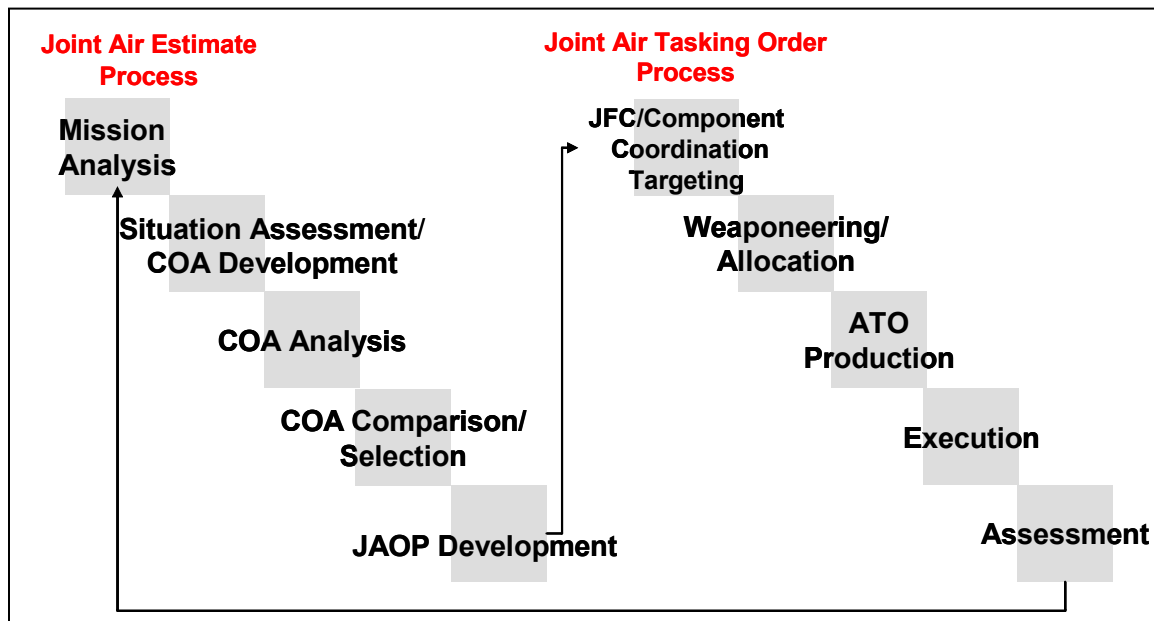 Joint Air Estimate
Process
Mission
Analysis
Situation Assessment/
COA Development
COA Analysis
COA Comparison/
Selection
JAOP Development
Joint Air Tasking Order
Process
JFC/Component
Coordination
Targeting
Weaponeering/
Allocation
ATO
Production
Execution
Assessment